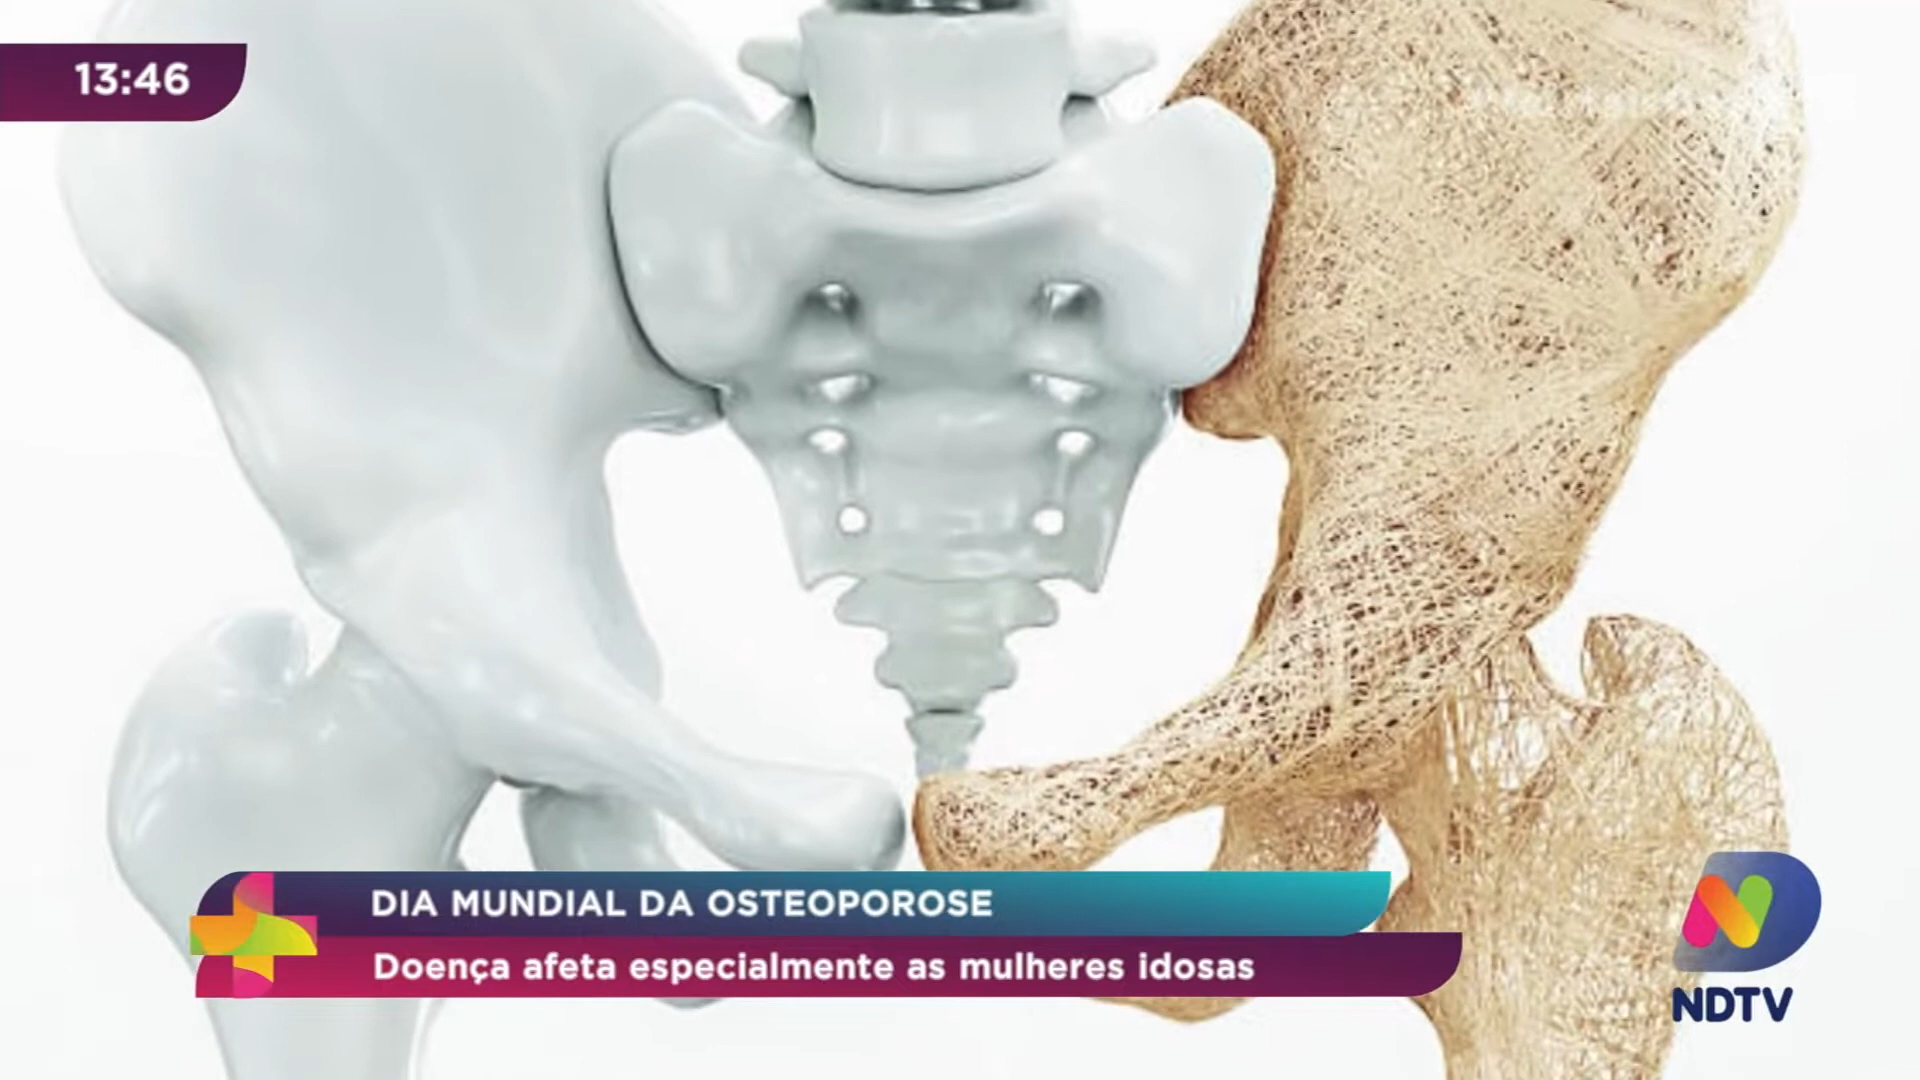 13:46
DIA MUNDIAL DA OSTEOPOROSE
Doença afeta especialmente as mulheres idosas
NDTV